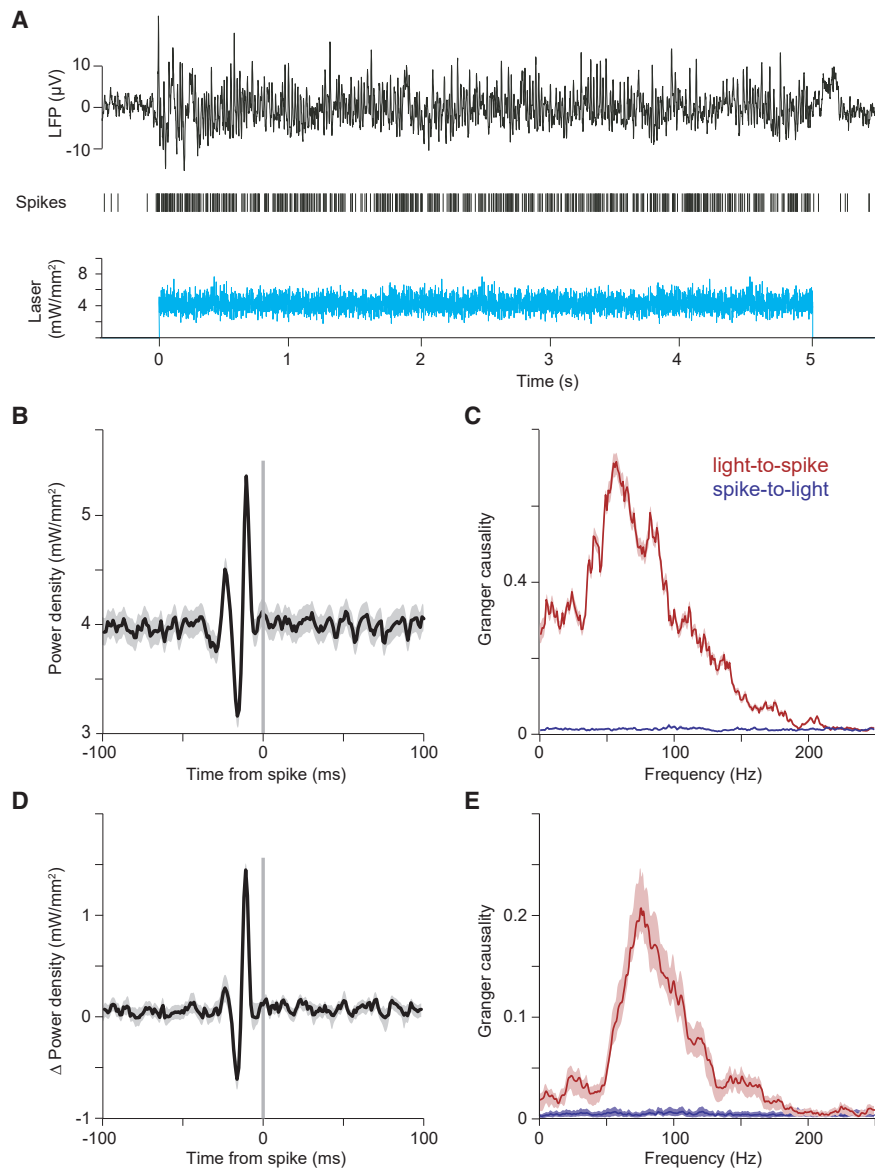 A
LFP (µV)
10
0
-10
Spikes
Laser
(mW/mm²)
8
4
0 1 2 3 4 5
Time (s)
B
Power density (mW/mm²)
5
4
3
-100 0 100
Time from spike (ms)
C
Granger causality
light-to-spike
spike-to-light
0.4
0
0 100 200
Frequency (Hz)
D
Δ Power density (mW/mm²)
1
0
-1
-100 0 100
Time from spike (ms)
E
Granger causality
0.2
0.1
0
0 100 200
Frequency (Hz)